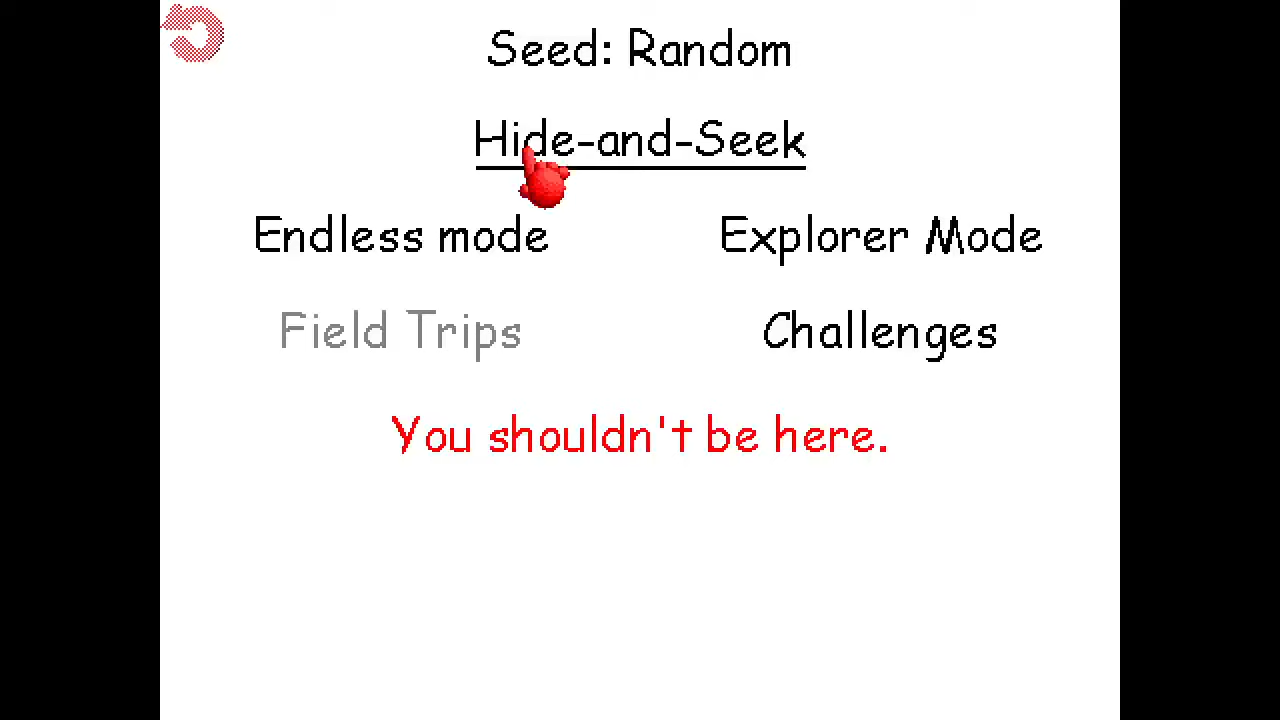 Seed: Random
Hide-and-Seek
Endless mode
Explorer Mode
Field Trips
Challenges
You shouldn't be here.